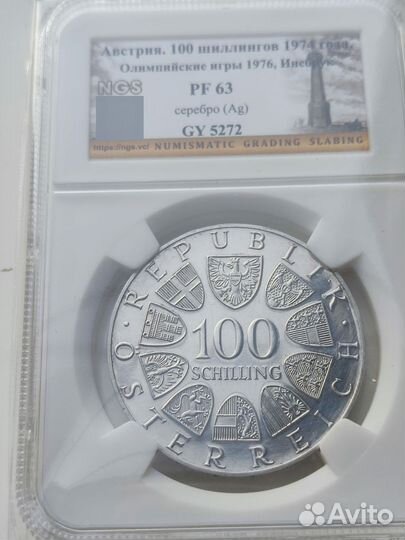 Австрия. 100 шиллингов 1974 года,
Олимпийские игры 1976, Инсбрук
NGS
PF 63
серебро (Ag)
GY 5272
https://ngs.vc/ NUMISMATIC GRADING SLABING
· REPUBLIK ·
ÖSTERREICH
100
SCHILLING
Avito